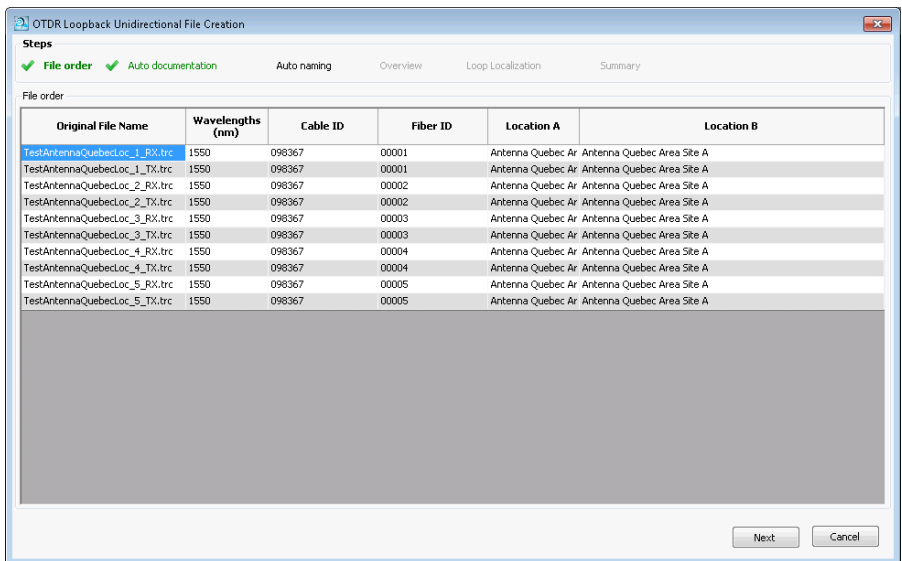 OTDR Loopback Unidirectional File Creation
Steps
File order Auto documentation Auto naming Overview Loop Localization Summary
File order
Original File Name Wavelengths (nm) Cable ID Fiber ID Location A Location B
TestAntennaQuebecLoc_1_RX.trc 1550 098367 00001 Antenna Quebec Ar Antenna Quebec Area Site A
TestAntennaQuebecLoc_1_TX.trc 1550 098367 00001 Antenna Quebec Ar Antenna Quebec Area Site A
TestAntennaQuebecLoc_2_RX.trc 1550 098367 00002 Antenna Quebec Ar Antenna Quebec Area Site A
TestAntennaQuebecLoc_2_TX.trc 1550 098367 00002 Antenna Quebec Ar Antenna Quebec Area Site A
TestAntennaQuebecLoc_3_RX.trc 1550 098367 00003 Antenna Quebec Ar Antenna Quebec Area Site A
TestAntennaQuebecLoc_3_TX.trc 1550 098367 00003 Antenna Quebec Ar Antenna Quebec Area Site A
TestAntennaQuebecLoc_4_RX.trc 1550 098367 00004 Antenna Quebec Ar Antenna Quebec Area Site A
TestAntennaQuebecLoc_4_TX.trc 1550 098367 00004 Antenna Quebec Ar Antenna Quebec Area Site A
TestAntennaQuebecLoc_5_RX.trc 1550 098367 00005 Antenna Quebec Ar Antenna Quebec Area Site A
TestAntennaQuebecLoc_5_TX.trc 1550 098367 00005 Antenna Quebec Ar Antenna Quebec Area Site A
Next Cancel